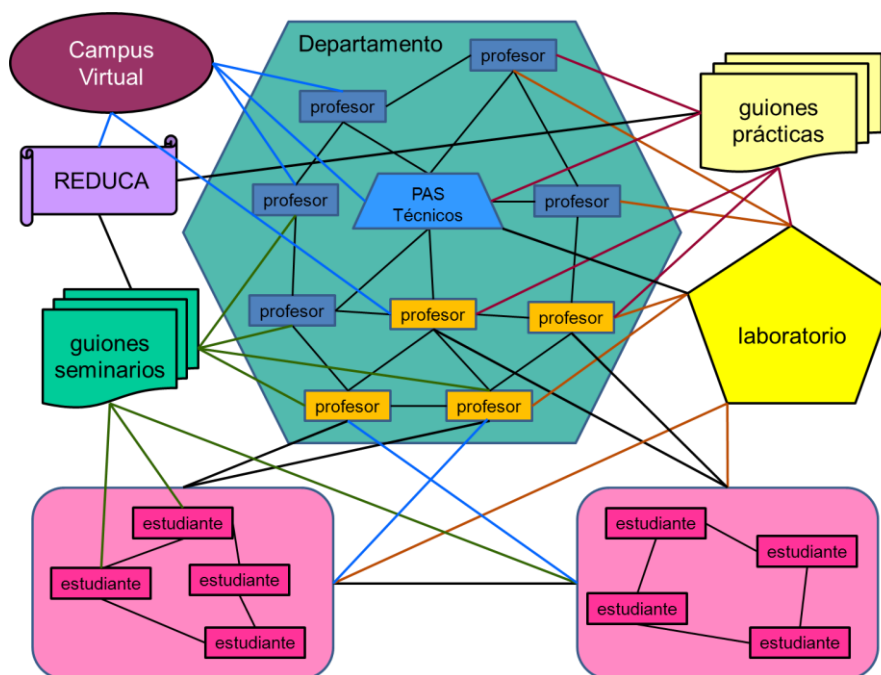 Campus
Virtual
Departamento
profesor
profesor
guiones
prácticas
REDUCA
profesor
PAS
Técnicos
profesor
profesor
profesor
profesor
guiones
seminarios
laboratorio
profesor
profesor
estudiante
estudiante
estudiante
estudiante
estudiante
estudiante
estudiante
estudiante